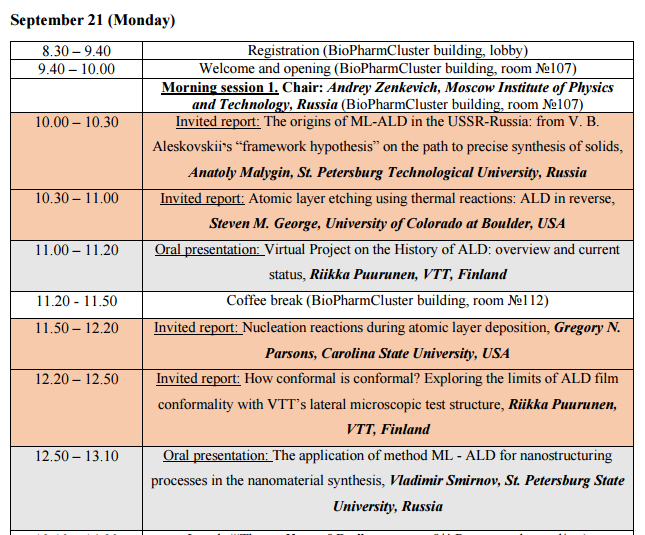 September 21 (Monday)
8.30 – 9.40 Registration (BioPharmCluster building, lobby)
9.40 – 10.00 Welcome and opening (BioPharmCluster building, room №107)
Morning session 1. Chair: Andrey Zenkevich, Moscow Institute of Physics
and Technology, Russia (BioPharmCluster building, room №107)
10.00 – 10.30 Invited report: The origins of ML-ALD in the USSR-Russia: from V. B.
Aleskovskii's “framework hypothesis” on the path to precise synthesis of solids,
Anatoly Malygin, St. Petersburg Technological University, Russia
10.30 – 11.00 Invited report: Atomic layer etching using thermal reactions: ALD in reverse,
Steven M. George, University of Colorado at Boulder, USA
11.00 – 11.20 Oral presentation: Virtual Project on the History of ALD: overview and current
status, Riikka Puurunen, VTT, Finland
11.20 - 11.50 Coffee break (BioPharmCluster building, room №112)
11.50 – 12.20 Invited report: Nucleation reactions during atomic layer deposition, Gregory N.
Parsons, Carolina State University, USA
12.20 – 12.50 Invited report: How conformal is conformal? Exploring the limits of ALD film
conformality with VTT’s lateral microscopic test structure, Riikka Puurunen,
VTT, Finland
12.50 – 13.10 Oral presentation: The application of method ML - ALD for nanostructuring
processes in the nanomaterial synthesis, Vladimir Smirnov, St. Petersburg State
University, Russia